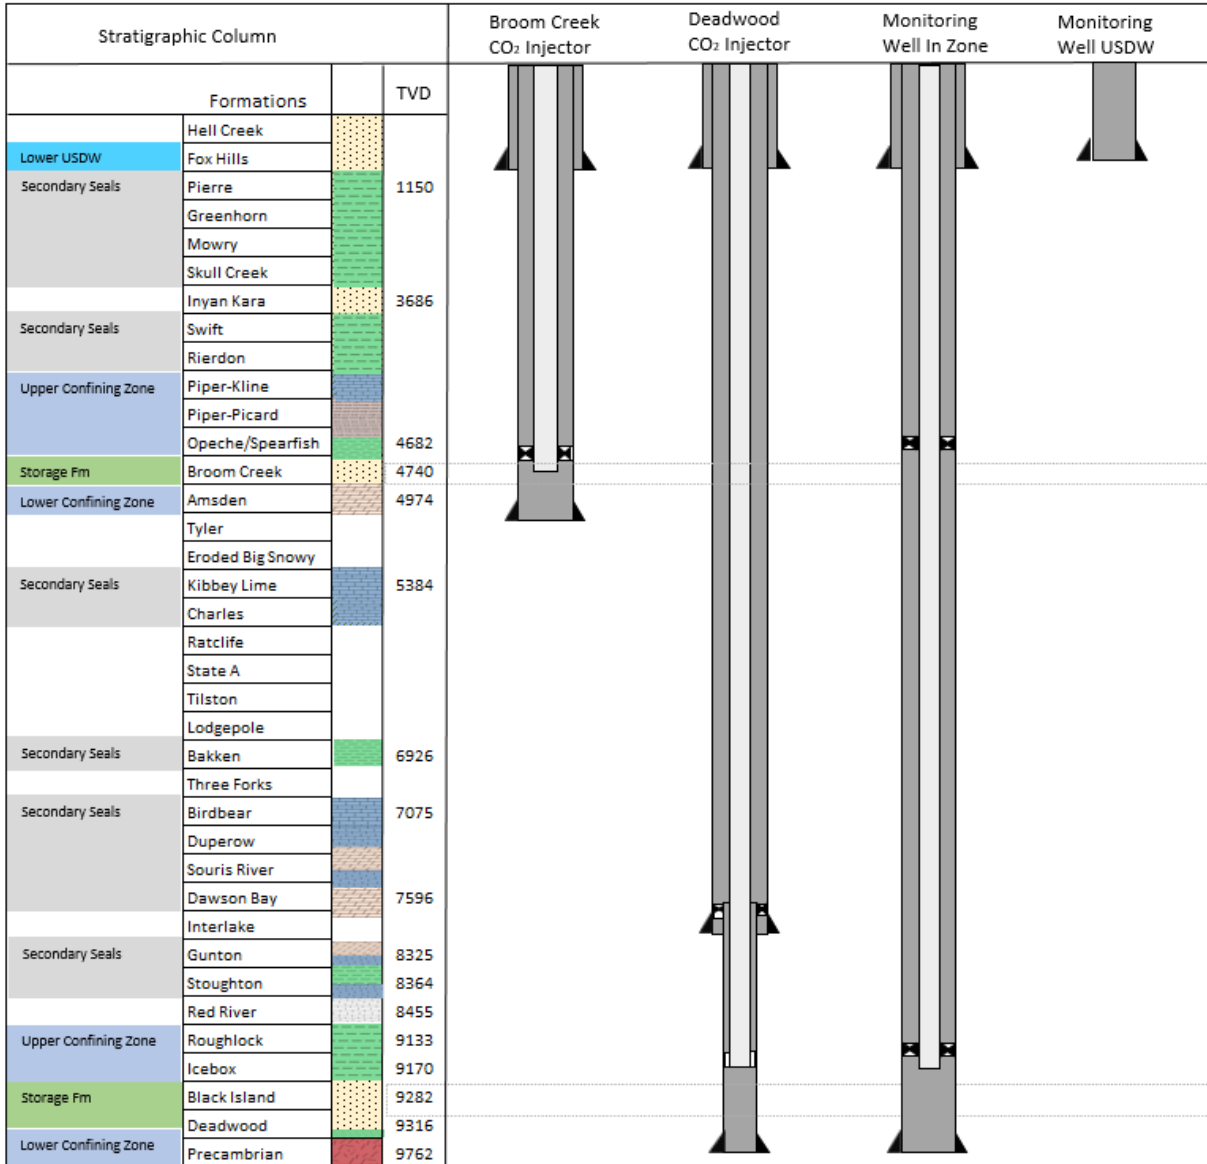 Stratigraphic Column
Broom Creek
CO₂ Injector
Deadwood
CO₂ Injector
Monitoring
Well In Zone
Monitoring
Well USDW
Formations TVD
Hell Creek
Lower USDW Fox Hills
Secondary Seals Pierre 1150
Greenhorn
Mowry
Skull Creek
Inyan Kara 3686
Secondary Seals Swift
Rierdon
Upper Confining Zone Piper-Kline
Piper-Picard
Opeche/Spearfish 4682
Storage Fm Broom Creek 4740
Lower Confining Zone Amsden 4974
Tyler
Eroded Big Snowy
Secondary Seals Kibbey Lime 5384
Charles
Ratclife
State A
Tilston
Lodgepole
Secondary Seals Bakken 6926
Three Forks
Secondary Seals Birdbear 7075
Duperow
Souris River
Dawson Bay 7596
Interlake
Secondary Seals Gunton 8325
Stoughton 8364
Red River 8455
Upper Confining Zone Roughlock 9133
Icebox 9170
Storage Fm Black Island 9282
Deadwood 9316
Lower Confining Zone Precambrian 9762